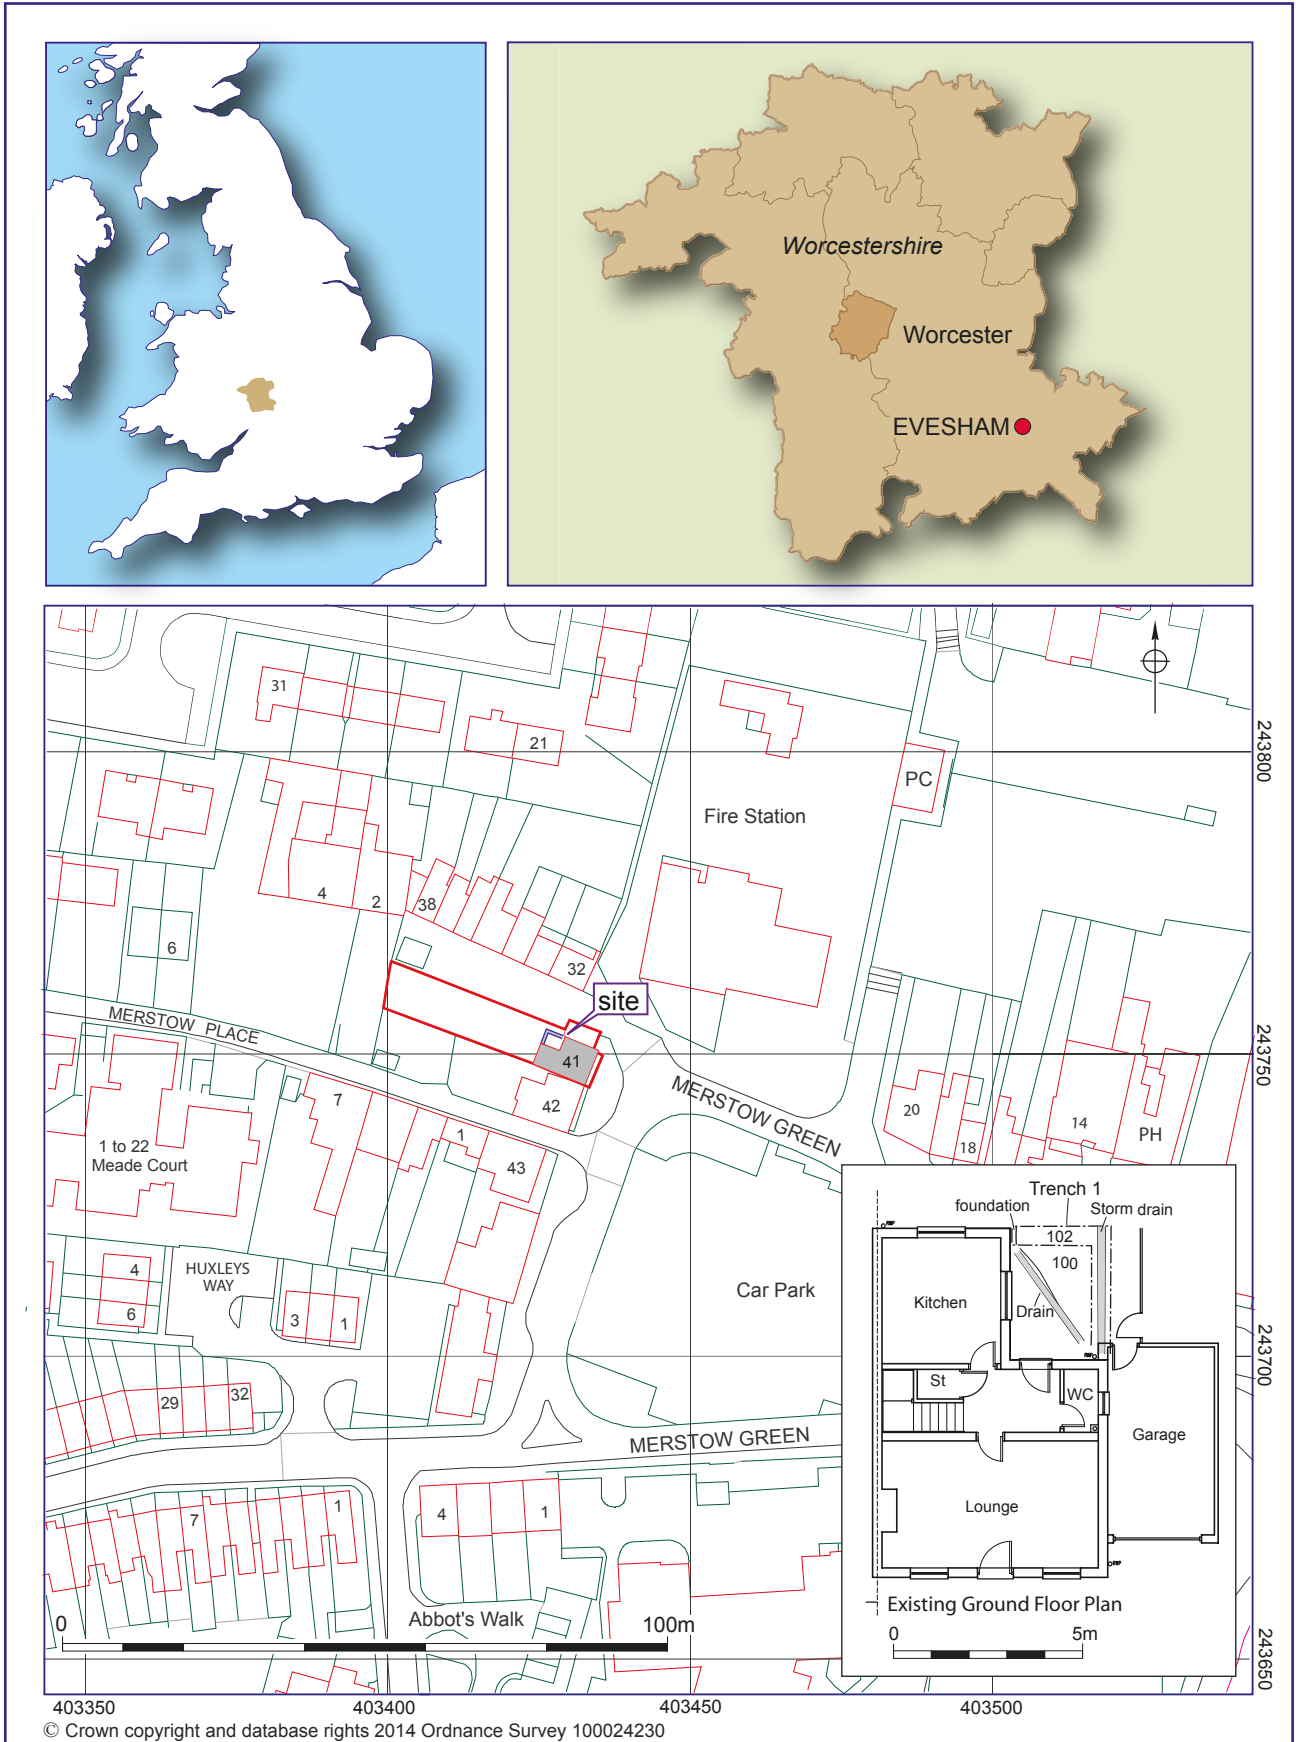 Worcestershire
Worcester
EVESHAM
31
21
243800
PC
Fire Station
4
2
38
6
32
site
MERSTOW PLACE
41
243750
42
MERSTOW GREEN
7
20
14
1
18
PH
1 to 22
Meade Court
43
Trench 1
foundation
Storm drain
102
100
4
HUXLEYS
WAY
Car Park
Kitchen
Drain
6
3
1
243700
St
WC
29
32
MERSTOW GREEN
Garage
Lounge
7
1
4
1
Existing Ground Floor Plan
Abbot's Walk
0
100m
0
5m
243650
403350
403400
403450
403500
© Crown copyright and database rights 2014 Ordnance Survey 100024230